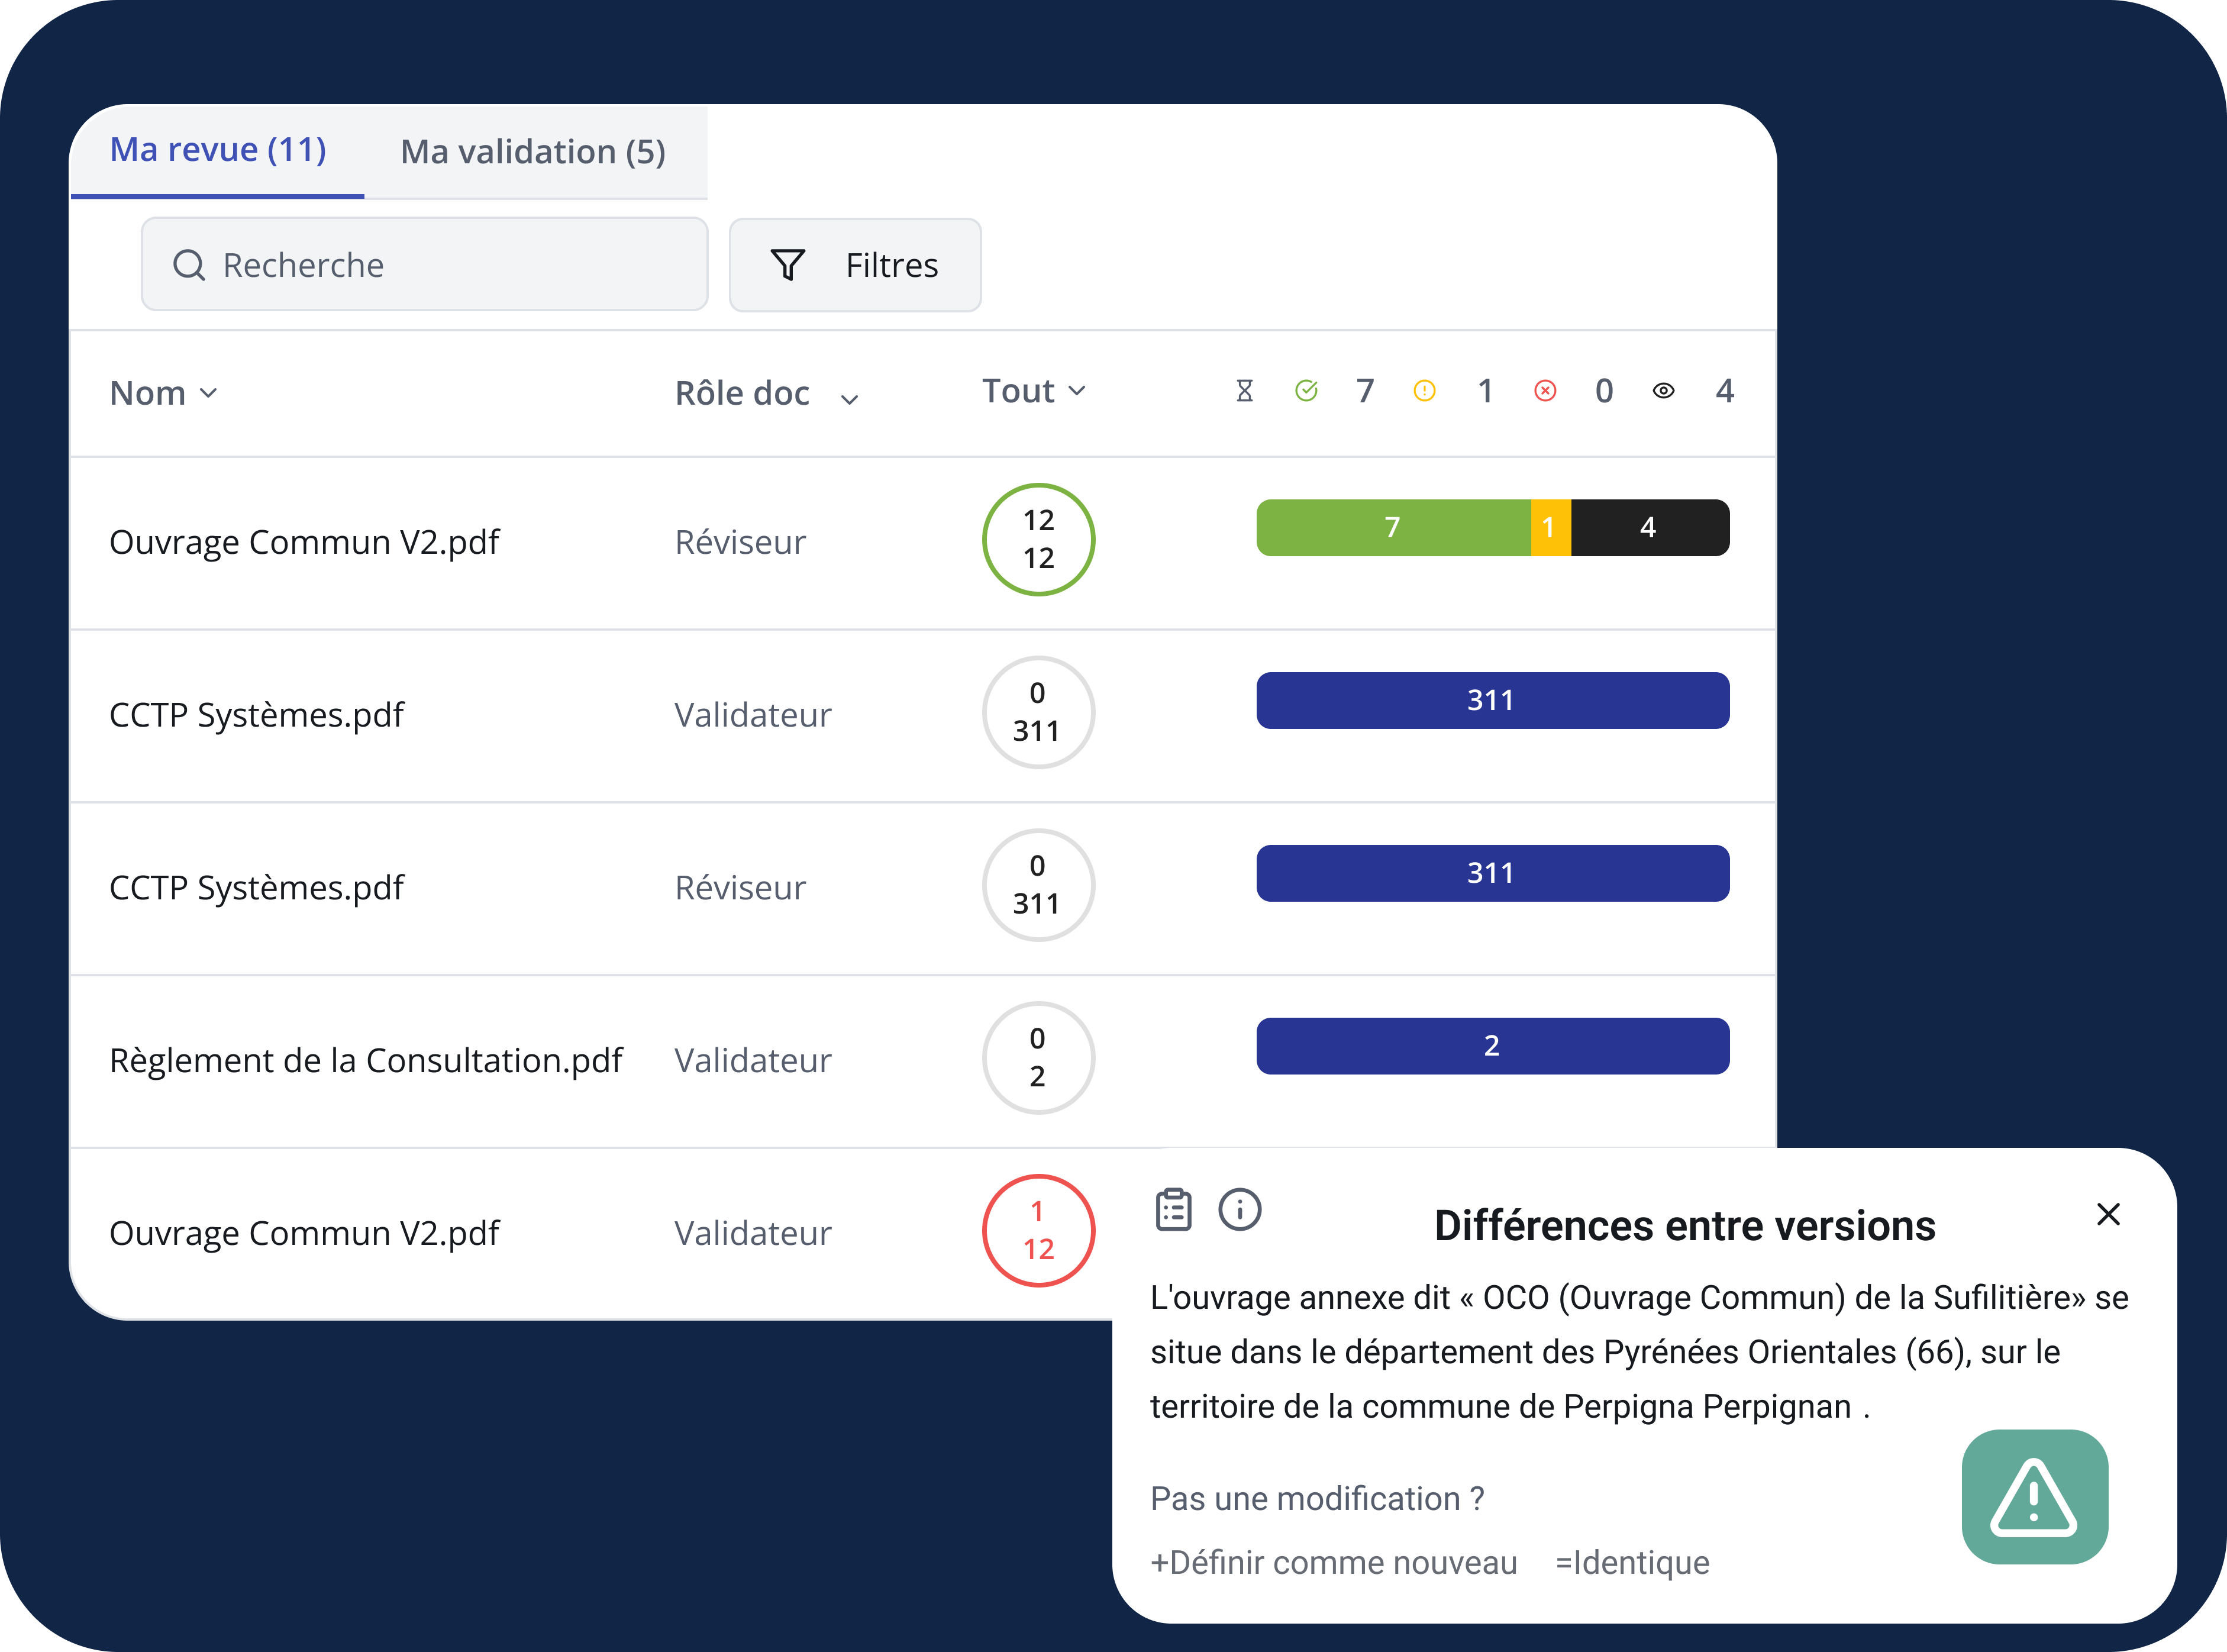 Ma revue (11) Ma validation (5)
Recherche Filtres
Nom Rôle doc Tout 7 1 0 4
Ouvrage Commun V2.pdf Réviseur 12 12 7 1 4
CCTP Systèmes.pdf Validateur 0 311 311
CCTP Systèmes.pdf Réviseur 0 311 311
Règlement de la Consultation.pdf Validateur 0 2 2
Ouvrage Commun V2.pdf Validateur 1 12
Différences entre versions
L'ouvrage annexe dit « OCO (Ouvrage Commun) de la Sufilitière» se
situe dans le département des Pyrénées Orientales (66), sur le
territoire de la commune de Perpigna Perpignan .
Pas une modification ?
+Définir comme nouveau =Identique